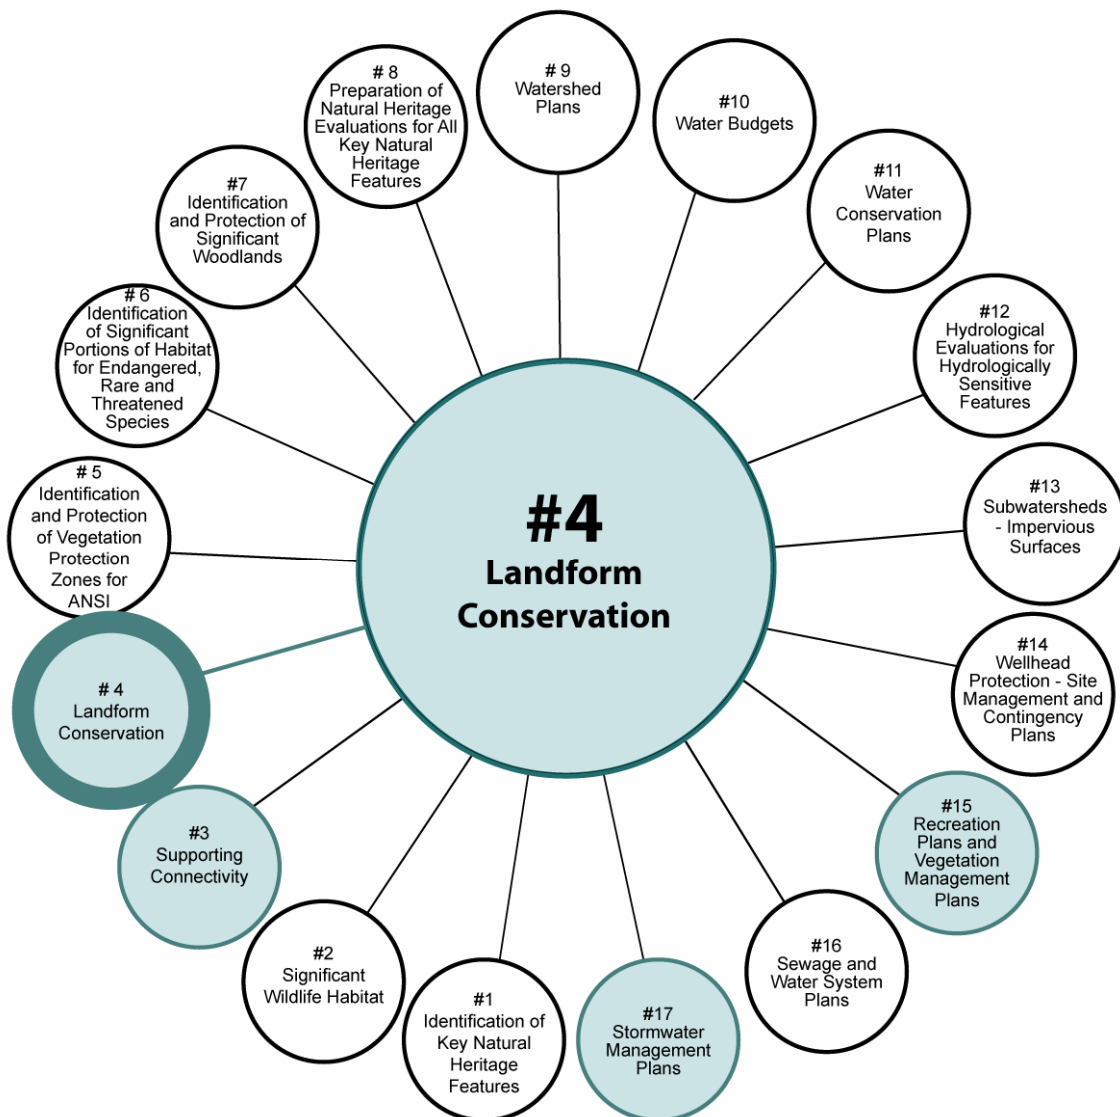 # 8
Preparation of
Natural Heritage
Evaluations for All
Key Natural
Heritage
Features
# 9
Watershed
Plans
#10
Water Budgets
#11
Water
Conservation
Plans
#7
Identification
and Protection of
Significant
Woodlands
# 6
Identification
of Significant
Portions of Habitat
for Endangered,
Rare and
Threatened
Species
#12
Hydrological
Evaluations for
Hydrologically
Sensitive
Features
# 5
Identification
and Protection
of Vegetation
Protection
Zones for
ANSI
#4
Landform
Conservation
#13
Subwatersheds
- Impervious
Surfaces
# 4
Landform
Conservation
#14
Wellhead
Protection - Site
Management and
Contingency
Plans
#3
Supporting
Connectivity
#15
Recreation
Plans and
Vegetation
Management
Plans
#2
Significant
Wildlife Habitat
#1
Identification of
Key Natural
Heritage
Features
#17
Stormwater
Management
Plans
#16
Sewage and
Water System
Plans